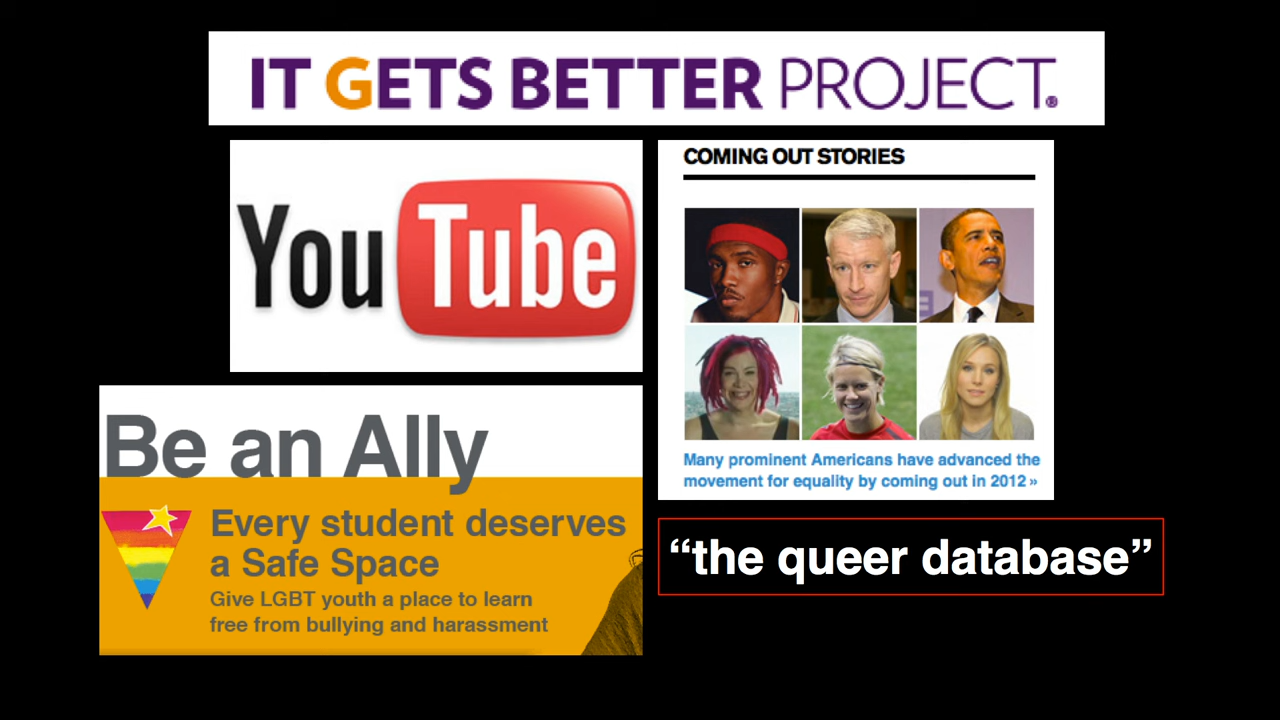 IT GETS BETTER PROJECT®
YouTube
COMING OUT STORIES
Many prominent Americans have advanced the
movement for equality by coming out in 2012 »
Be an Ally
Every student deserves
a Safe Space
Give LGBT youth a place to learn
free from bullying and harassment
“the queer database”